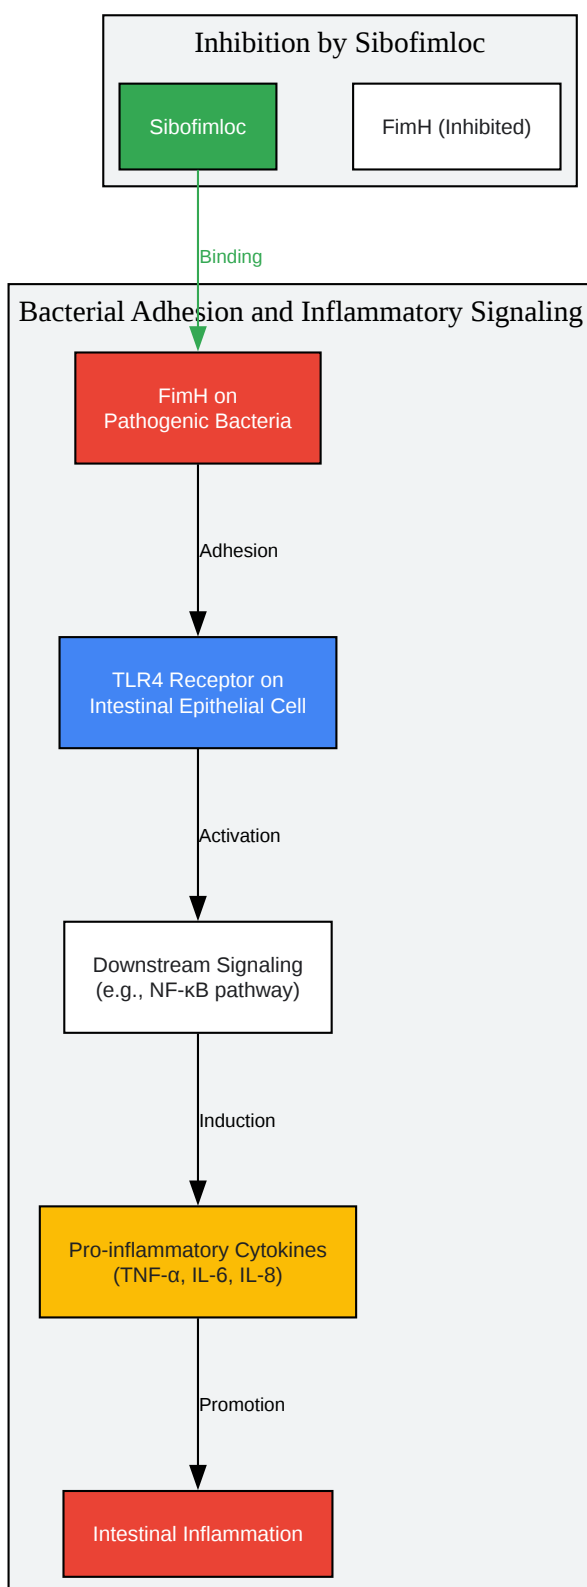 Inhibition by Sibofimloc
Sibofimloc
FimH (Inhibited)
Binding
Bacterial Adhesion and Inflammatory Signaling
FimH on
Pathogenic Bacteria
Adhesion
TLR4 Receptor on
Intestinal Epithelial Cell
Activation
Downstream Signaling
(e.g., NF-κB pathway)
Induction
Pro-inflammatory Cytokines
(TNF-α, IL-6, IL-8)
Promotion
Intestinal Inflammation